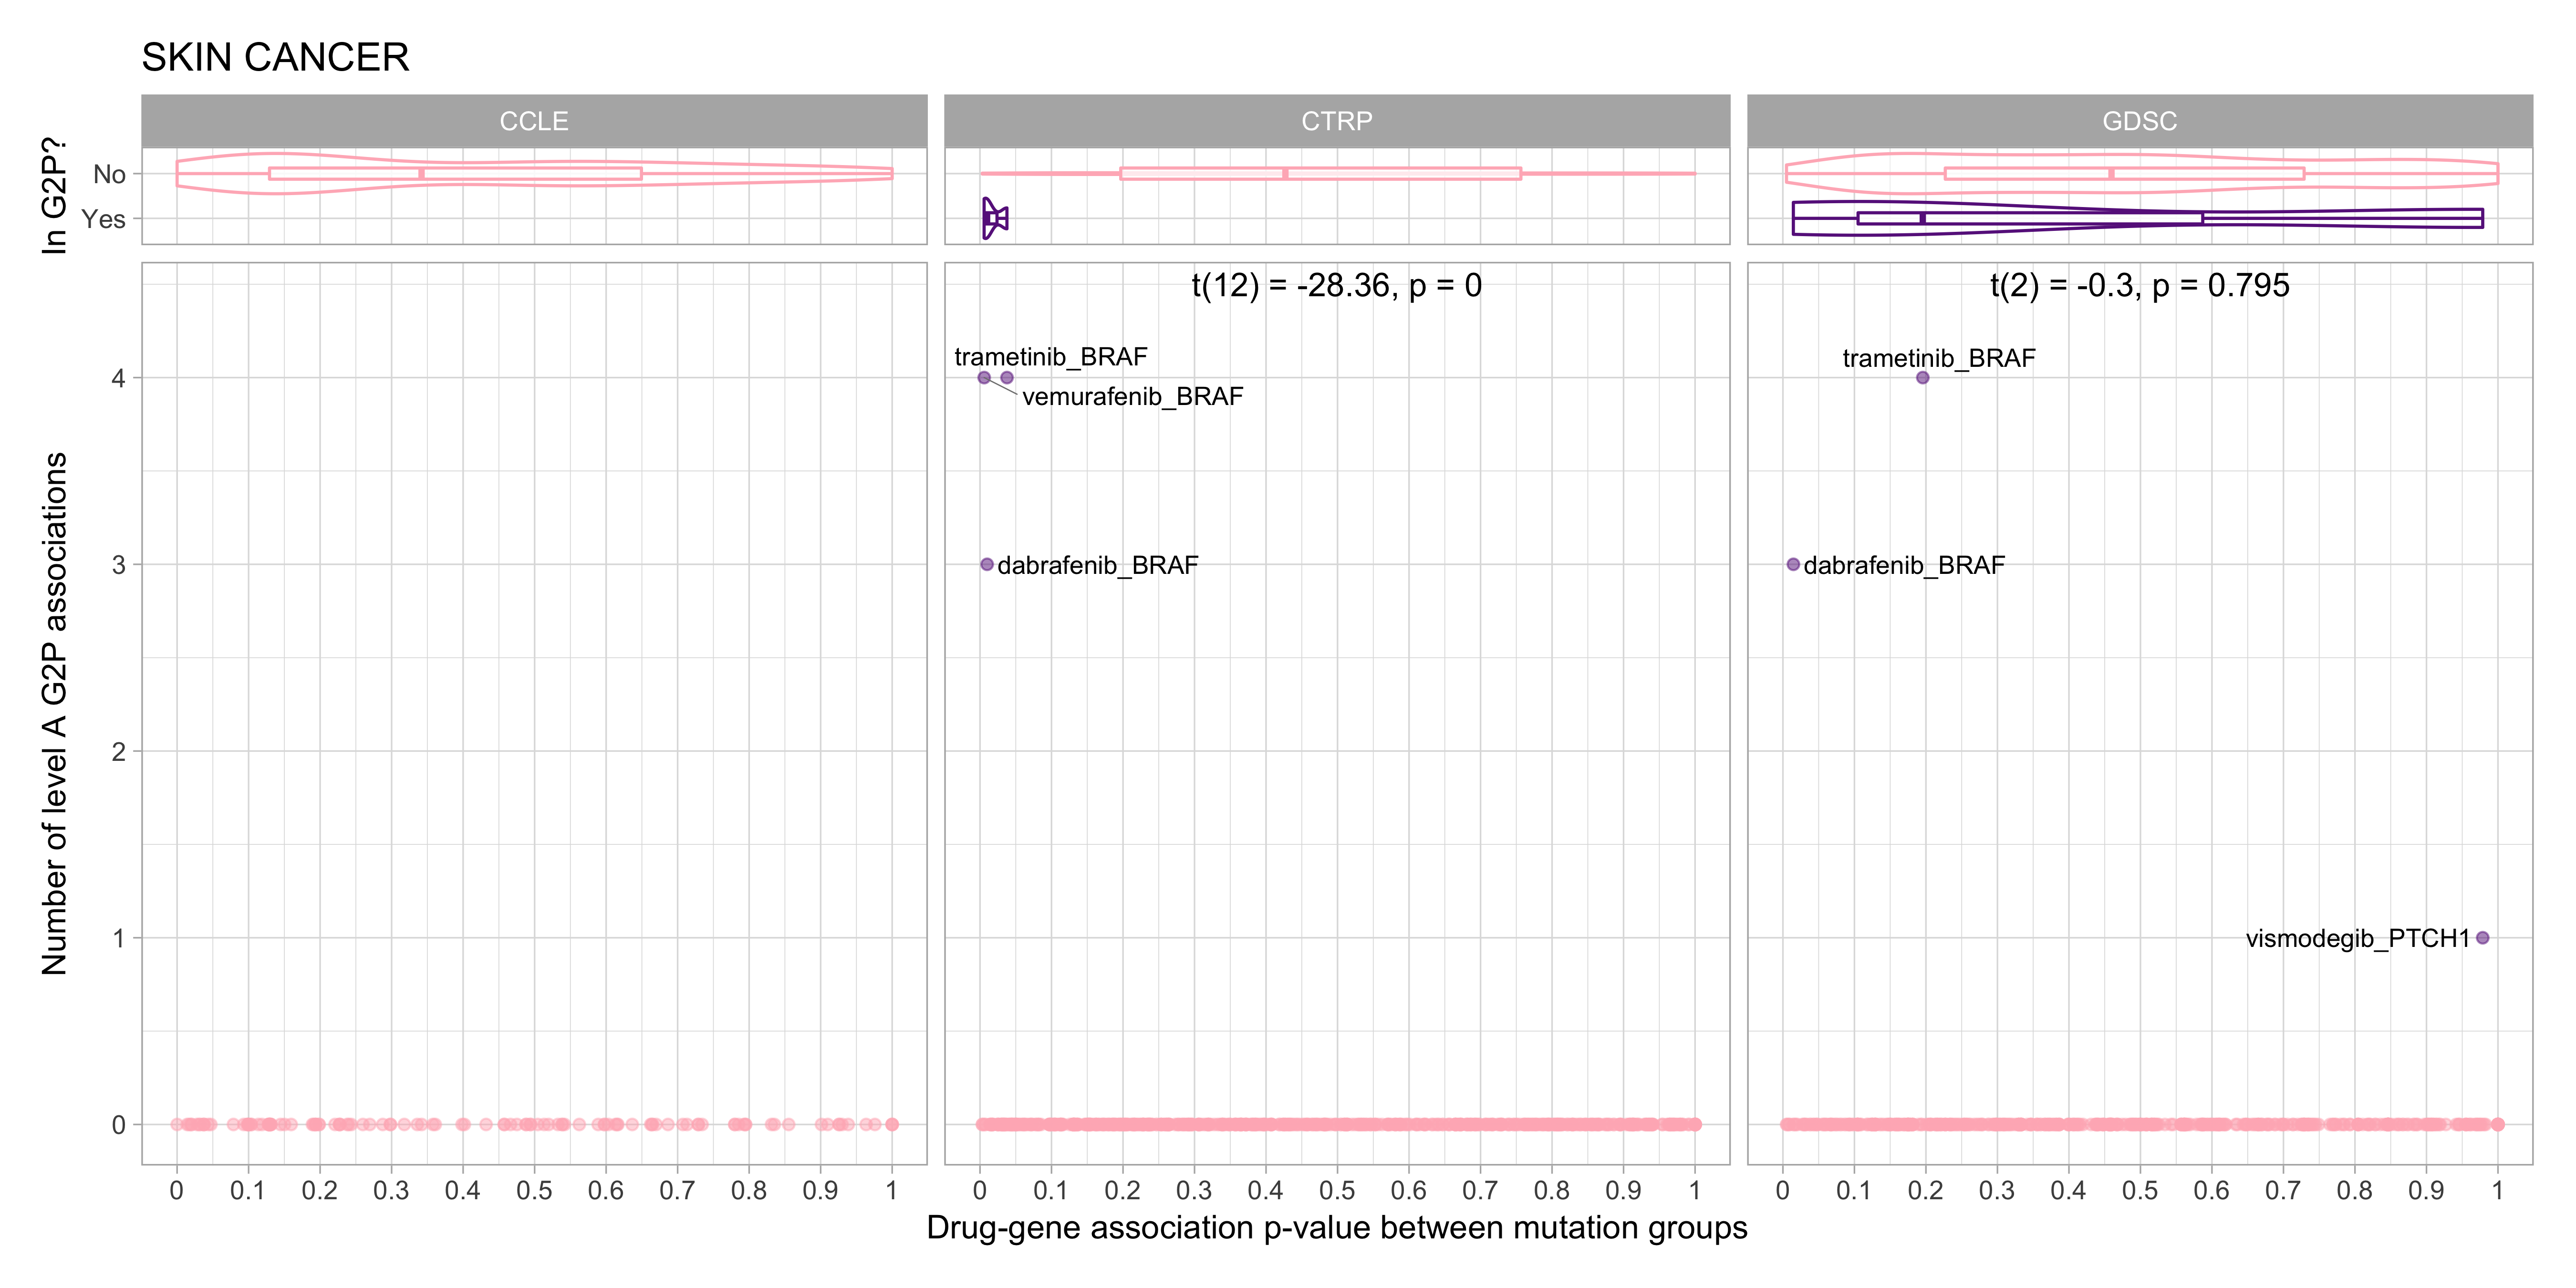 SKIN CANCER
CCLE
CTRP
GDSC
In G2P?
No
Yes
Number of level A G2P associations
4
3
2
1
0
t(12) = -28.36, p = 0
trametinib_BRAF
vemurafenib_BRAF
dabrafenib_BRAF
t(2) = -0.3, p = 0.795
trametinib_BRAF
dabrafenib_BRAF
vismodegib_PTCH1
0 0.1 0.2 0.3 0.4 0.5 0.6 0.7 0.8 0.9 1
0 0.1 0.2 0.3 0.4 0.5 0.6 0.7 0.8 0.9 1
0 0.1 0.2 0.3 0.4 0.5 0.6 0.7 0.8 0.9 1
Drug-gene association p-value between mutation groups